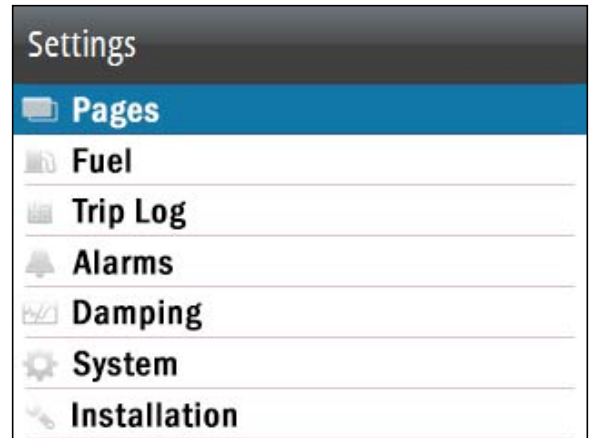 Settings
Pages
Fuel
Trip Log
Alarms
Damping
System
Installation